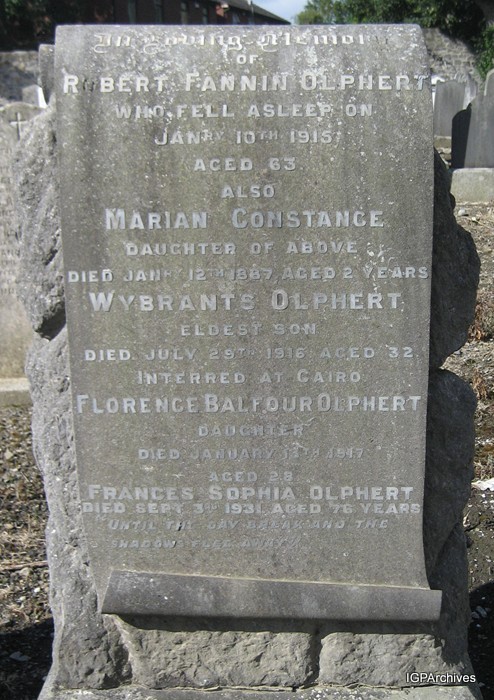 In Loving Memory
OF
ROBERT FANNIN OLPHERT
WHO FELL ASLEEP ON
JANRY 10TH 1915
AGED 63
ALSO
MARIAN CONSTANCE
DAUGHTER OF ABOVE
DIED JANY 12TH 1887, AGED 2 YEARS
WYBRANTS OLPHERT
ELDEST SON
DIED JULY 29TH 1916 AGED 32
INTERRED AT CAIRO
FLORENCE BALFOUR OLPHERT
DAUGHTER
DIED JANUARY 1917
AGED 28
FRANCES SOPHIA OLPHERT
DIED SEPT. 3RD 1931, AGED 76 YEARS
"UNTIL THE DAY BREAK AND THE
SHADOWS FLEE AWAY"
IGPArchives